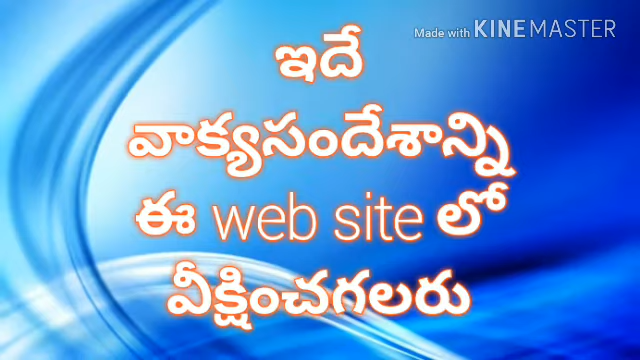 Made with KINEMASTER
ఇదే
వాక్యసందేశాన్ని
ఈ web site లో
వీక్షించగలరు